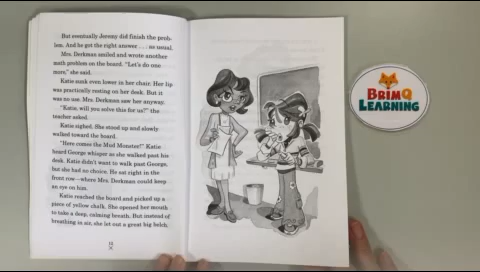 But eventually Jeremy did finish the prob-
lem. And he got the right answer . . . as usual.
Mrs. Derkman smiled and wrote another
math problem on the board. "Let's do one
more," she said.
Katie sunk even lower in her chair. Her lip
was practically resting on her desk. But it
was no use. Mrs. Derkman saw her anyway.
"Katie, will you solve this for us?" the
teacher asked.
Katie sighed. She stood up and slowly
walked toward the board.
"Here comes the Mud Monster!" Katie
heard George whisper as she walked past his
desk. Katie didn't want to walk past George,
but she had no choice. He sat right in the
front row—where Mrs. Derkman could keep
an eye on him.
Katie reached the board and picked up a
piece of yellow chalk. She opened her mouth
to take a deep, calming breath. But instead of
breathing in air, she let out a great big belch.
12
BRIMQ
LEARNING